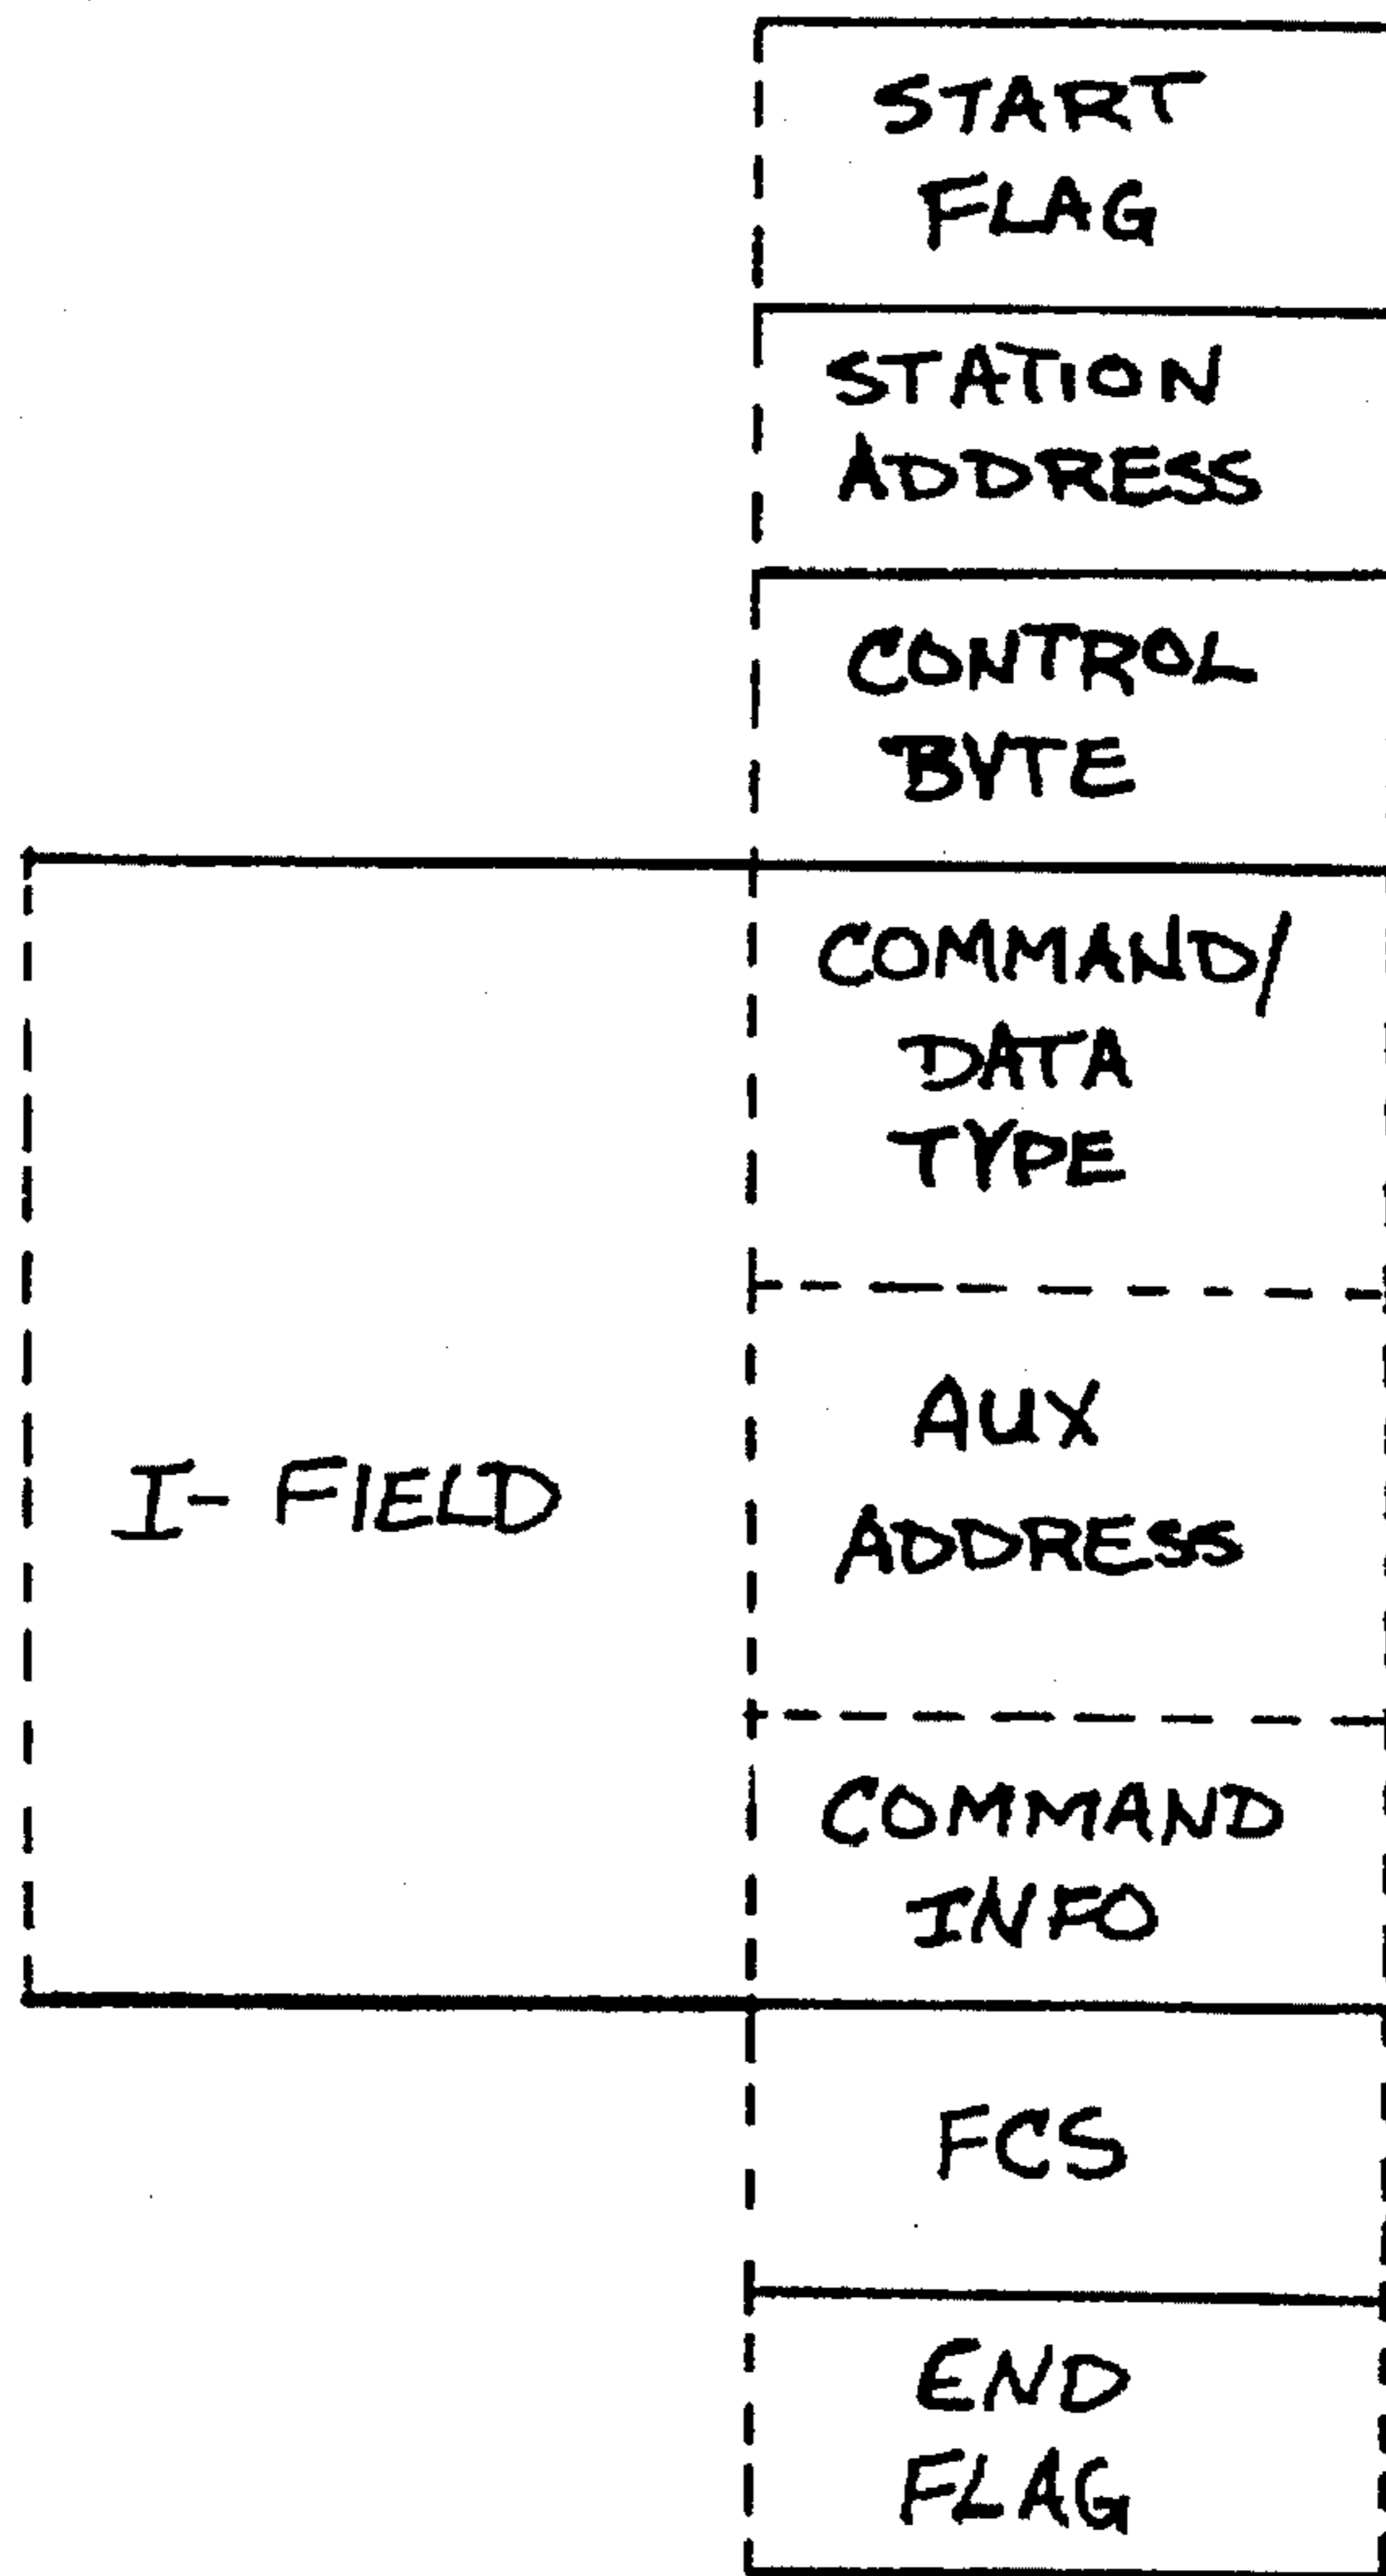 START
FLAG
STATION
ADDRESS
CONTROL
BYTE
COMMAND/
DATA
TYPE
I- FIELD
AUX
ADDRESS
COMMAND
INFO
FCS
END
FLAG